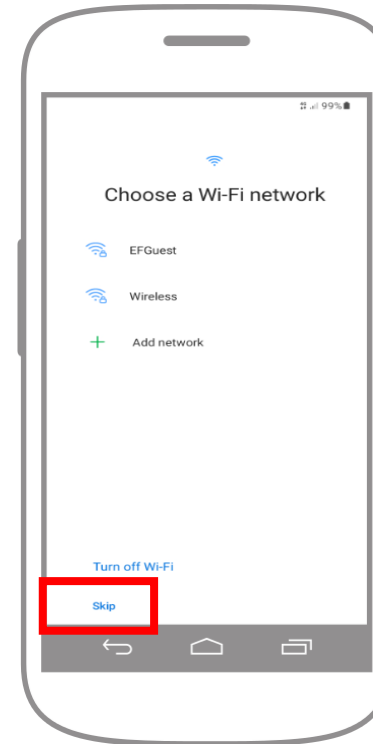 99%
Choose a Wi-Fi network
EFGuest
Wireless
Add network
Turn off Wi-Fi
Skip